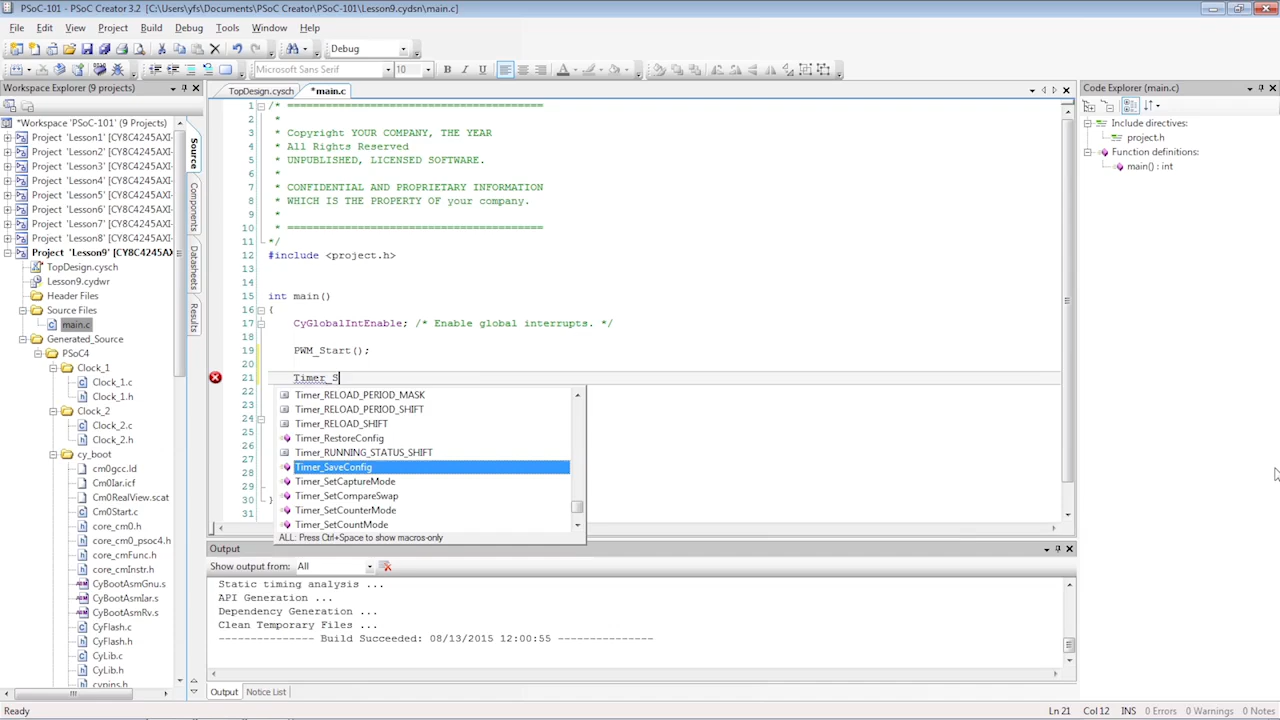 PSoC-101 - PSoC Creator 3.2 [C:\Users\yfs\Documents\PSoC Creator\PSoC-101\Lesson9.cydsn\main.c]
File Edit View Project Build Debug Tools Window Help
Debug
Microsoft Sans Serif 10 B I U A
Workspace Explorer (9 projects)
*Workspace 'PSoC-101' (9 Projects)
Project 'Lesson1' [CY8C4245AXI-
Project 'Lesson2' [CY8C4245AXI-
Project 'Lesson3' [CY8C4245AXI-
Project 'Lesson4' [CY8C4245AXI-
Project 'Lesson5' [CY8C4245AXI-
Project 'Lesson6' [CY8C4245AXI-
Project 'Lesson7' [CY8C4245AXI-
Project 'Lesson8' [CY8C4245AXI-
Project 'Lesson9' [CY8C4245AX
TopDesign.cysch
Lesson9.cydwr
Header Files
Source Files
main.c
Generated_Source
PSoC4
Clock_1
Clock_1.c
Clock_1.h
Clock_2
Clock_2.c
Clock_2.h
cy_boot
cm0gcc.ld
Cm0Iar.icf
Cm0RealView.scat
Cm0Start.c
core_cm0.h
core_cm0_psoc4.h
core_cmFunc.h
core_cmInstr.h
CyBootAsmGnu.s
CyBootAsmIar.s
CyBootAsmRv.s
CyFlash.c
CyFlash.h
CyLib.c
CyLib.h
cypins.h
Source
Components
Datasheets
Results
TopDesign.cysch *main.c
1 /* ========================================
2 *
3 * Copyright YOUR COMPANY, THE YEAR
4 * All Rights Reserved
5 * UNPUBLISHED, LICENSED SOFTWARE.
6 *
7 * CONFIDENTIAL AND PROPRIETARY INFORMATION
8 * WHICH IS THE PROPERTY OF your company.
9 *
10 * ========================================
11 */
12 #include <project.h>
13
14
15 int main()
16 {
17 CyGlobalIntEnable; /* Enable global interrupts. */
18
19 PWM_Start();
20
21 Timer_S
22
23
24
25
26
27
28
29
30 }
31
Timer_RELOAD_PERIOD_MASK
Timer_RELOAD_PERIOD_SHIFT
Timer_RELOAD_SHIFT
Timer_RestoreConfig
Timer_RUNNING_STATUS_SHIFT
Timer_SaveConfig
Timer_SetCaptureMode
Timer_SetCompareSwap
Timer_SetCounterMode
Timer_SetCountMode
ALL: Press Ctrl+Space to show macros-only
Output
Show output from: All
Static timing analysis ...
API Generation ...
Dependency Generation ...
Clean Temporary Files ...
--------------- Build Succeeded: 08/13/2015 12:00:55 ---------------
Output Notice List
Code Explorer (main.c)
Include directives:
project.h
Function definitions:
main() : int
Ready Ln 21 Col 12 INS 0 Errors 0 Warnings 0 Notes